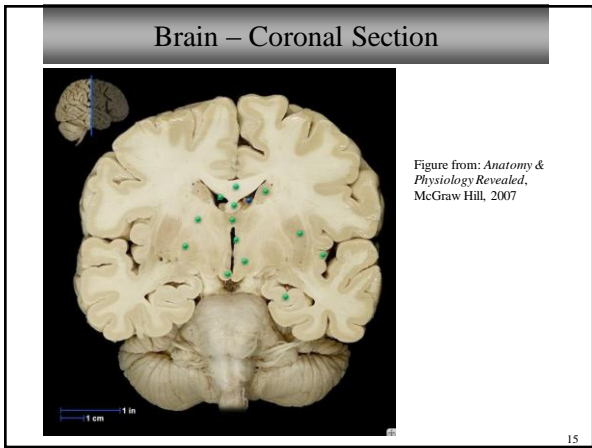 Brain – Coronal Section
Figure from: Anatomy &
Physiology Revealed,
McGraw Hill, 2007
1 in
1 cm
15